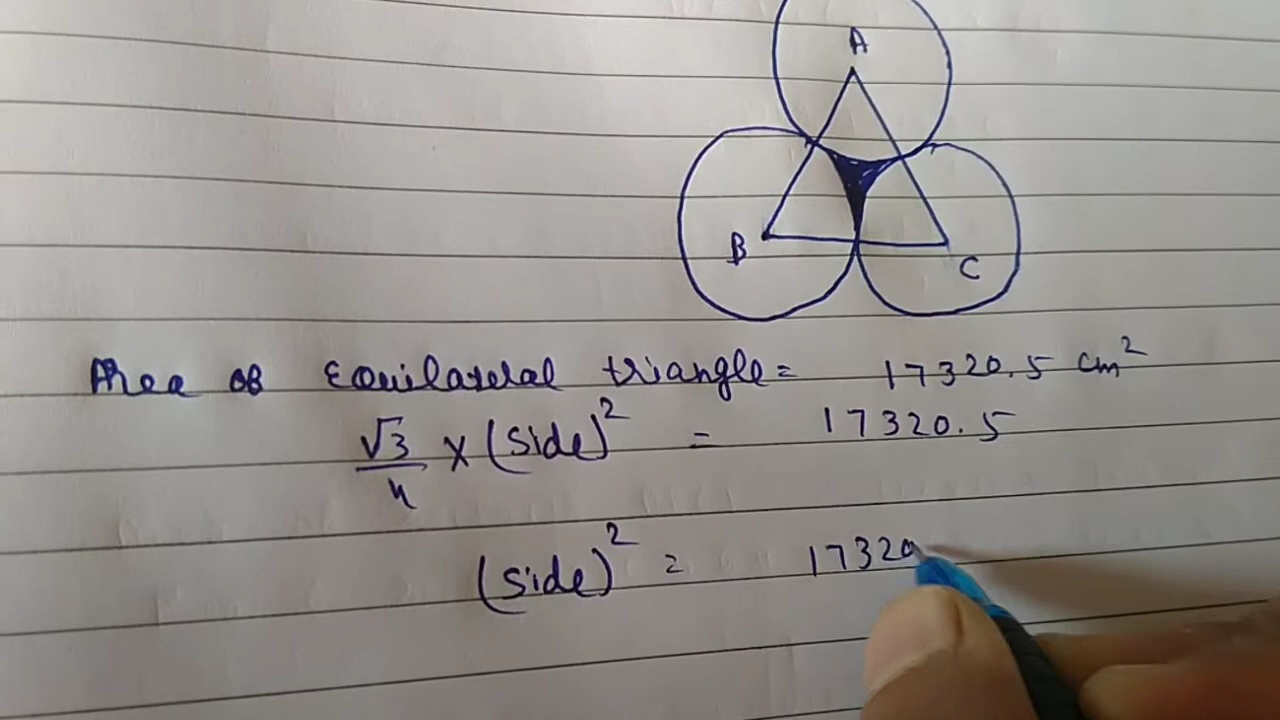 A
B
C
Area of Equilateral triangle = 17320.5 cm²
√3/4 × (Side)² = 17320.5
(Side)² = 17320